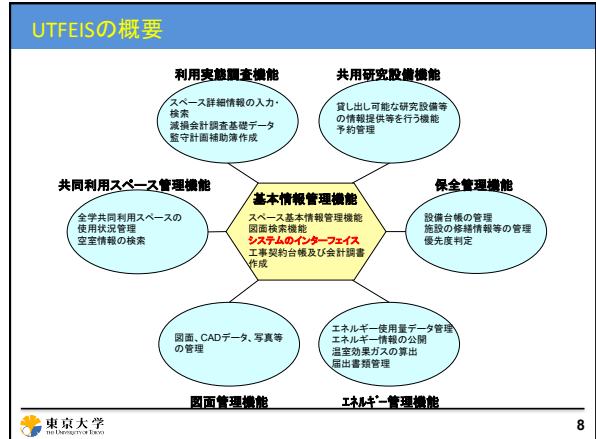 UTFEISの概要
利用実態調査機能
スペース詳細情報の入力・
検索
減損会計調査基礎データ
監守計画補助簿作成
共用研究設備機能
貸し出し可能な研究設備等
の情報提供等を行う機能
予約管理
共同利用スペース管理機能
全学共同利用スペースの
使用状況管理
空室情報の検索
基本情報管理機能
スペース基本情報管理機能
図面検索機能
システムのインターフェイス
工事契約台帳及び会計調書
作成
保全管理機能
設備台帳の管理
施設の修繕情報等の管理
優先度判定
図面、CADデータ、写真等
の管理
図面管理機能
エネルギー使用量データ管理
エネルギー情報の公開
温室効果ガスの算出
届出書類管理
エネルギー管理機能
東京大学
THE UNIVERSITY OF TOKYO
8